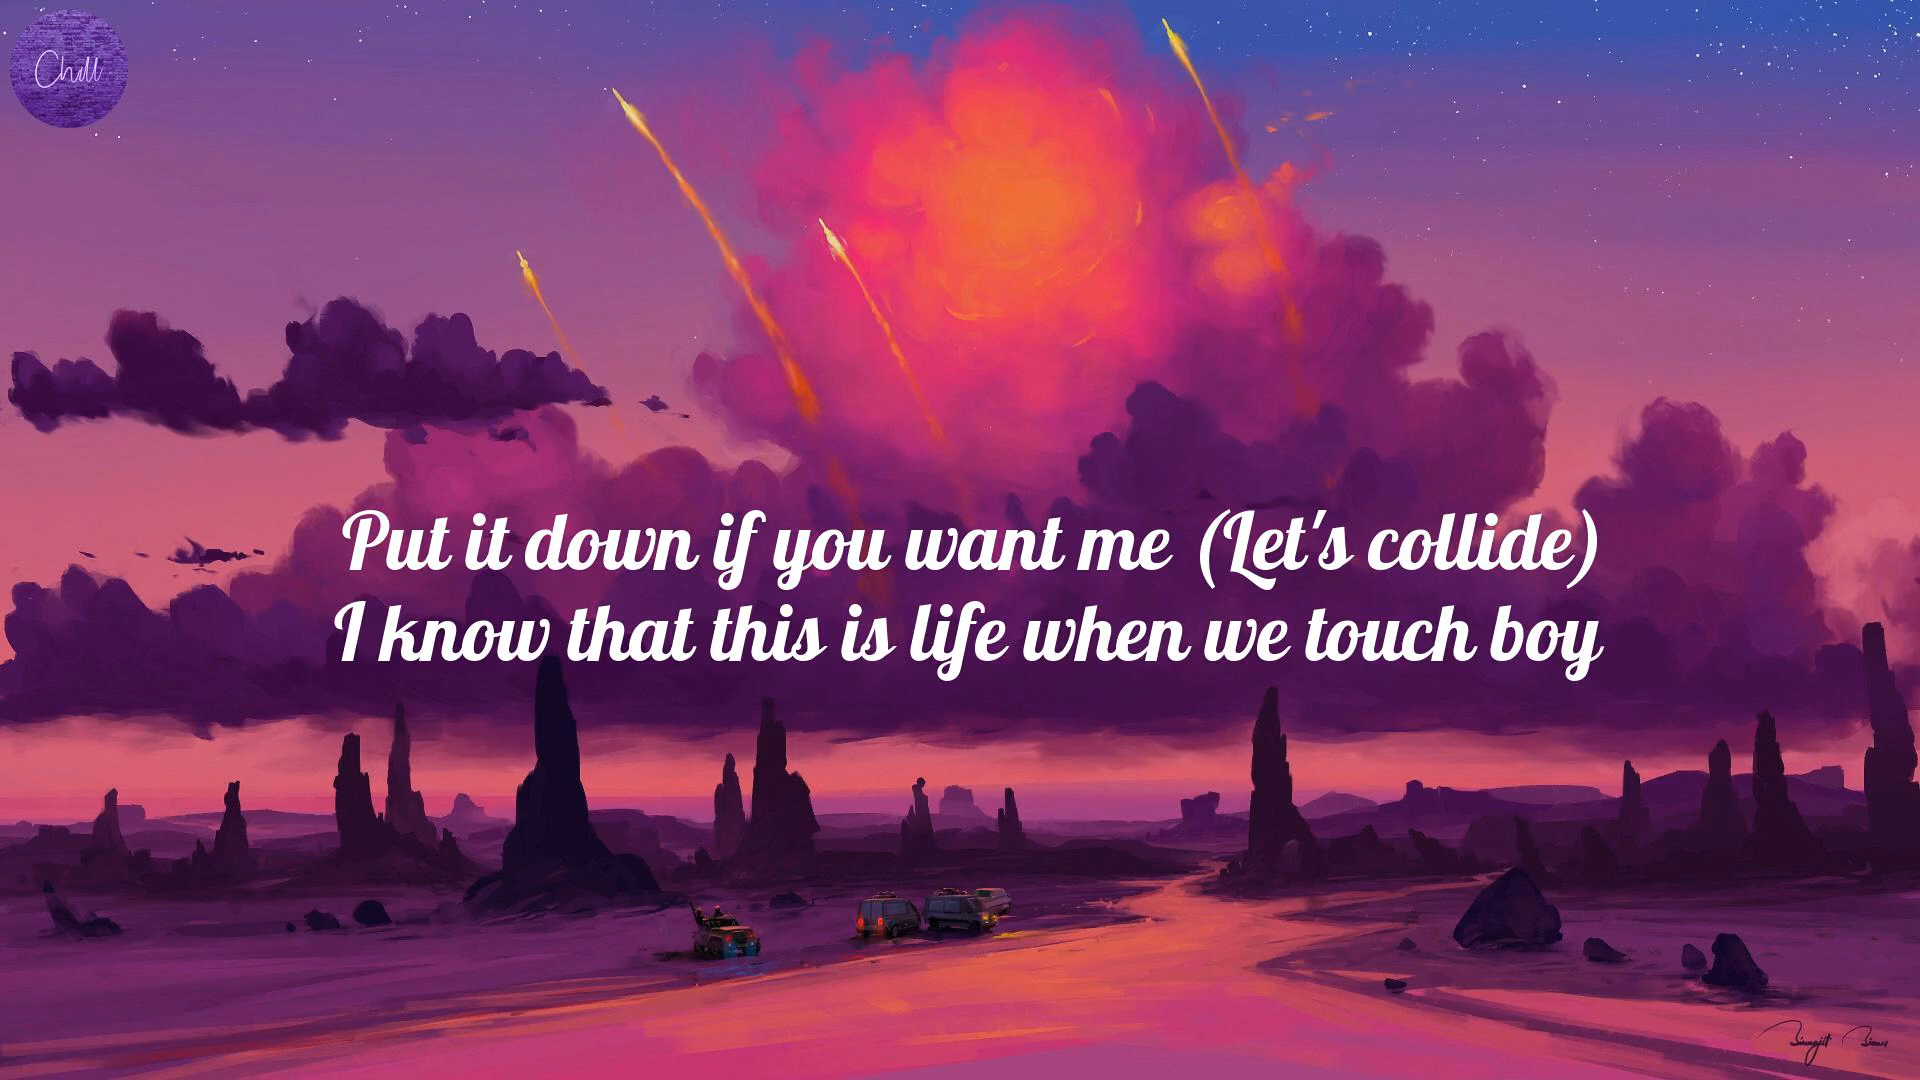 Chill
Put it down if you want me (Let's collide)
I know that this is life when we touch boy